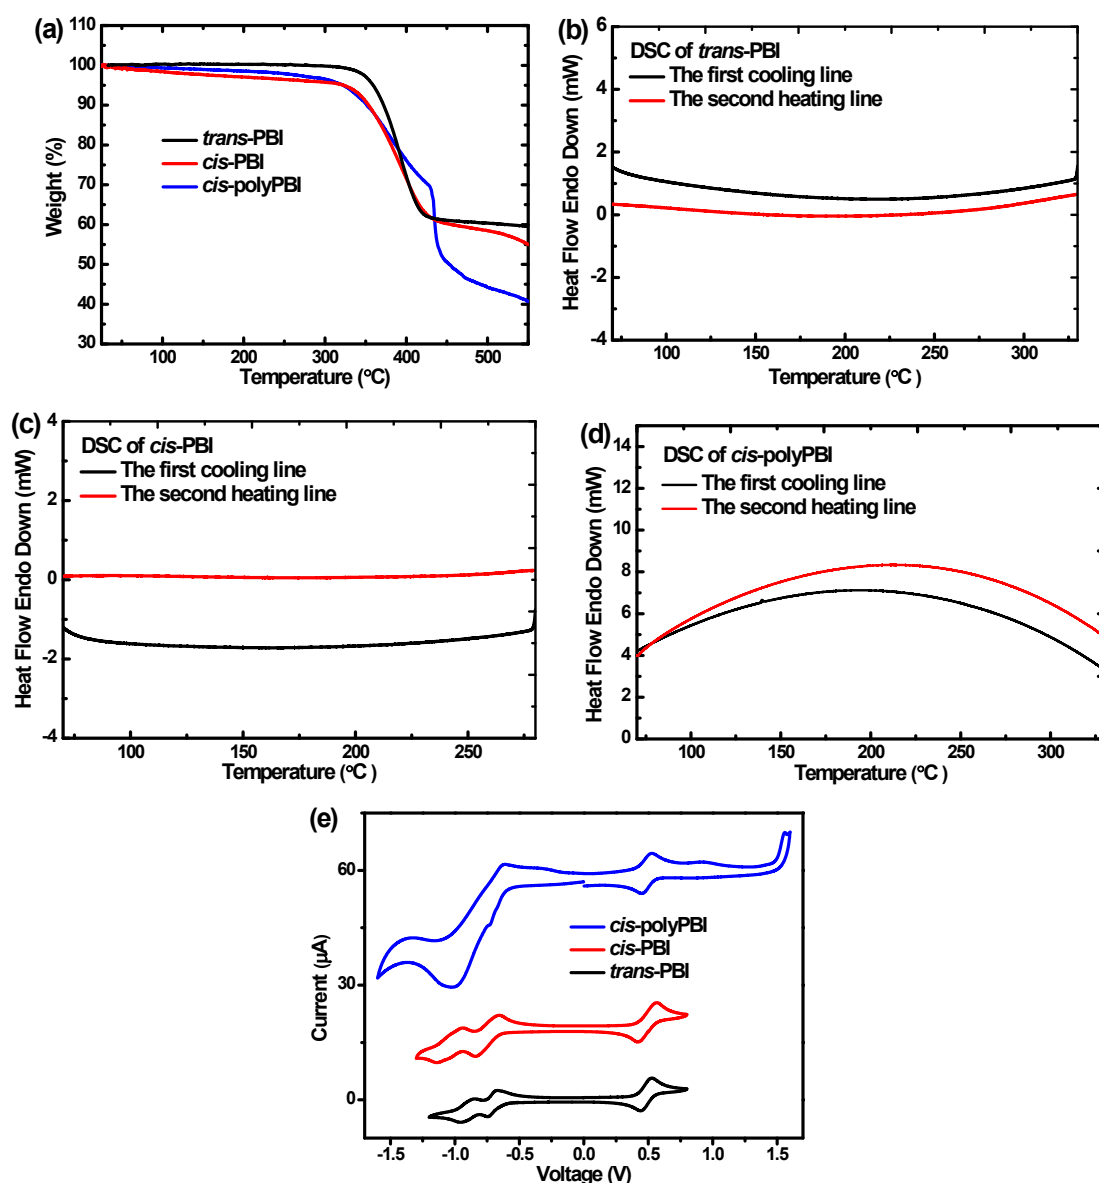 (a)
110
100
90
80
70
60
50
40
30
Weight (%)
trans-PBI
cis-PBI
cis-polyPBI
100 200 300 400 500
Temperature (°C)
(b)
6
4
2
0
-2
-4
Heat Flow Endo Down (mW)
DSC of trans-PBI
The first cooling line
The second heating line
100 150 200 250 300
Temperature (°C )
(c)
4
2
0
-2
-4
Heat Flow Endo Down (mW)
DSC of cis-PBI
The first cooling line
The second heating line
100 150 200 250
Temperature (°C )
(d)
14
12
10
8
6
4
2
0
Heat Flow Endo Down (mW)
DSC of cis-polyPBI
The first cooling line
The second heating line
100 150 200 250 300
Temperature (°C )
(e)
60
30
0
Current (µA)
cis-polyPBI
cis-PBI
trans-PBI
-1.5 -1.0 -0.5 0.0 0.5 1.0 1.5
Voltage (V)